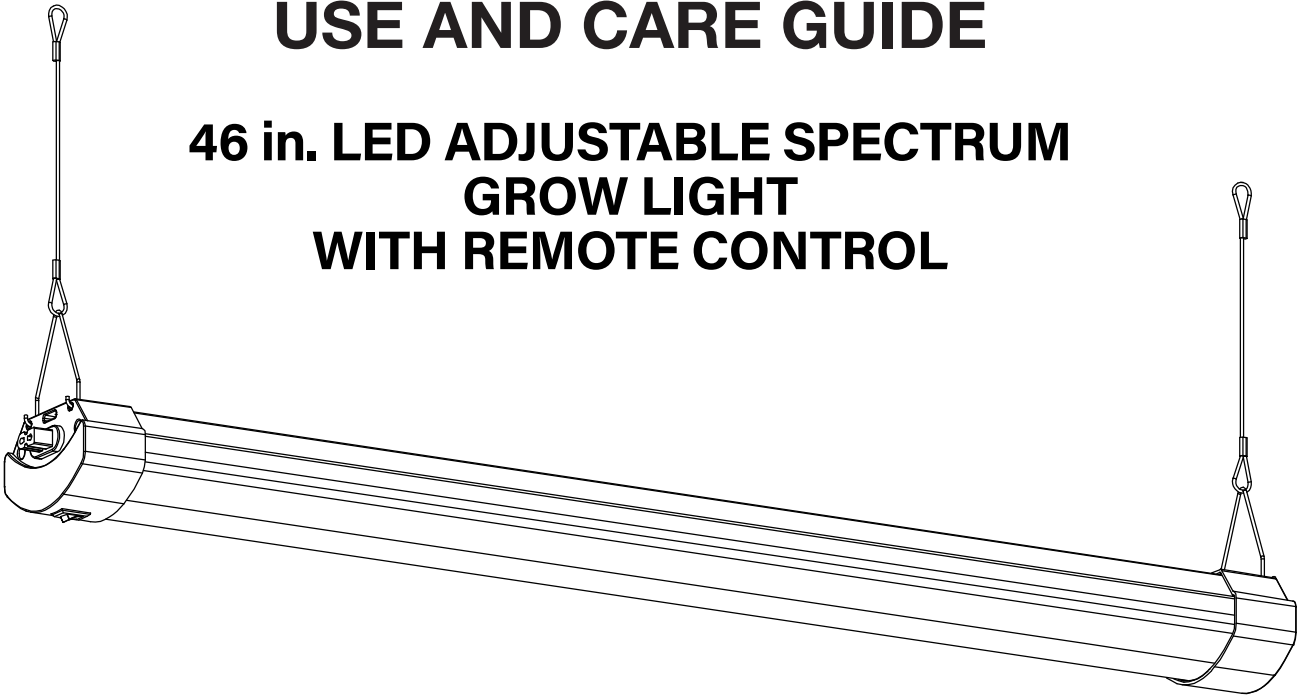 USE AND CARE GUIDE
46 in. LED ADJUSTABLE SPECTRUM
GROW LIGHT
WITH REMOTE CONTROL